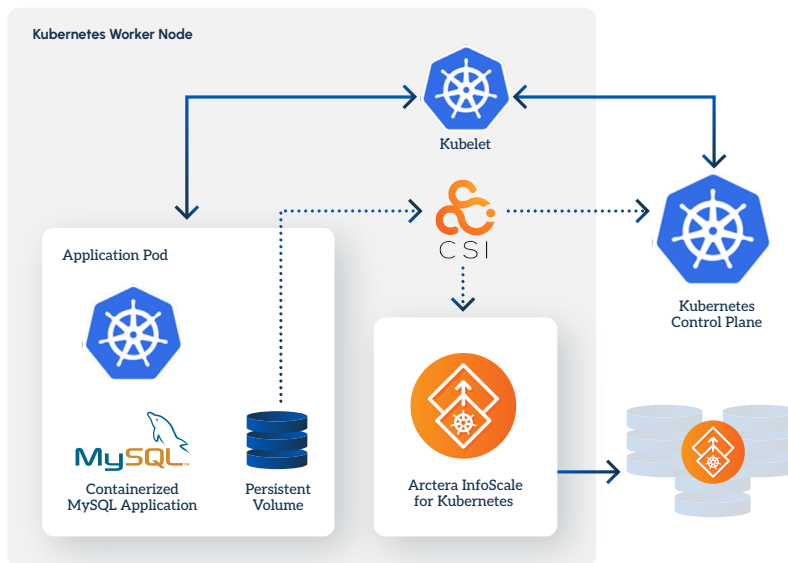 Kubernetes Worker Node
Kubelet
CSI
Application Pod
Kubernetes
Control Plane
MySQL™
Containerized
MySQL Application
Persistent
Volume
Arctera InfoScale
for Kubernetes